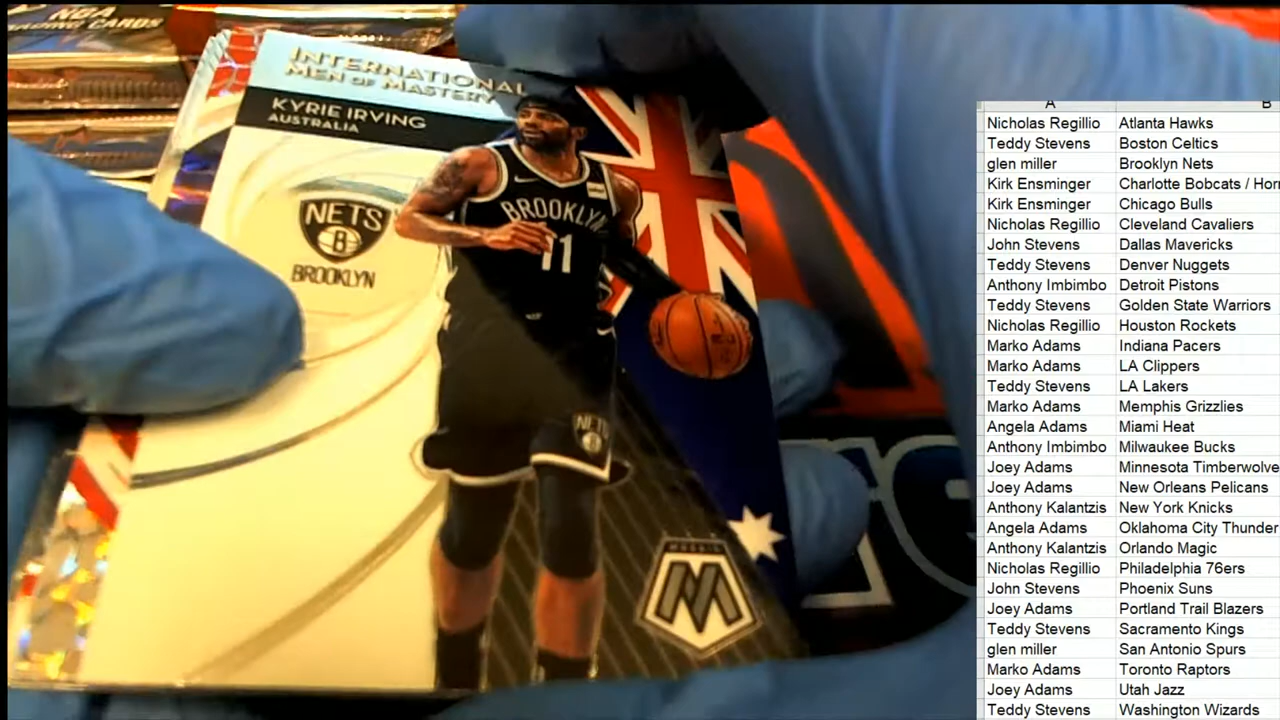 NBA
TRADING CARDS
INTERNATIONAL
MEN OF MASTERY
KYRIE IRVING
AUSTRALIA
NETS
B
BROOKLYN
BROOKLYN
11
NETS
B
MOSAIC
M
A B
Nicholas Regillio Atlanta Hawks
Teddy Stevens Boston Celtics
glen miller Brooklyn Nets
Kirk Ensminger Charlotte Bobcats / Horn
Kirk Ensminger Chicago Bulls
Nicholas Regillio Cleveland Cavaliers
John Stevens Dallas Mavericks
Teddy Stevens Denver Nuggets
Anthony Imbimbo Detroit Pistons
Teddy Stevens Golden State Warriors
Nicholas Regillio Houston Rockets
Marko Adams Indiana Pacers
Marko Adams LA Clippers
Teddy Stevens LA Lakers
Marko Adams Memphis Grizzlies
Angela Adams Miami Heat
Anthony Imbimbo Milwaukee Bucks
Joey Adams Minnesota Timberwolve
Joey Adams New Orleans Pelicans
Anthony Kalantzis New York Knicks
Angela Adams Oklahoma City Thunder
Anthony Kalantzis Orlando Magic
Nicholas Regillio Philadelphia 76ers
John Stevens Phoenix Suns
Joey Adams Portland Trail Blazers
Teddy Stevens Sacramento Kings
glen miller San Antonio Spurs
Marko Adams Toronto Raptors
Joey Adams Utah Jazz
Teddy Stevens Washington Wizards